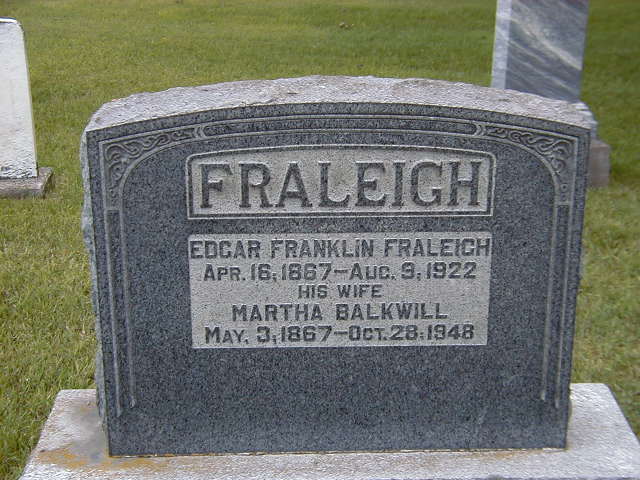 FRALEIGH
EDGAR FRANKLIN FRALEIGH
APR. 16, 1867—AUG. 9, 1922
HIS WIFE
MARTHA BALKWILL
MAY, 3, 1867—OCT. 28, 1948